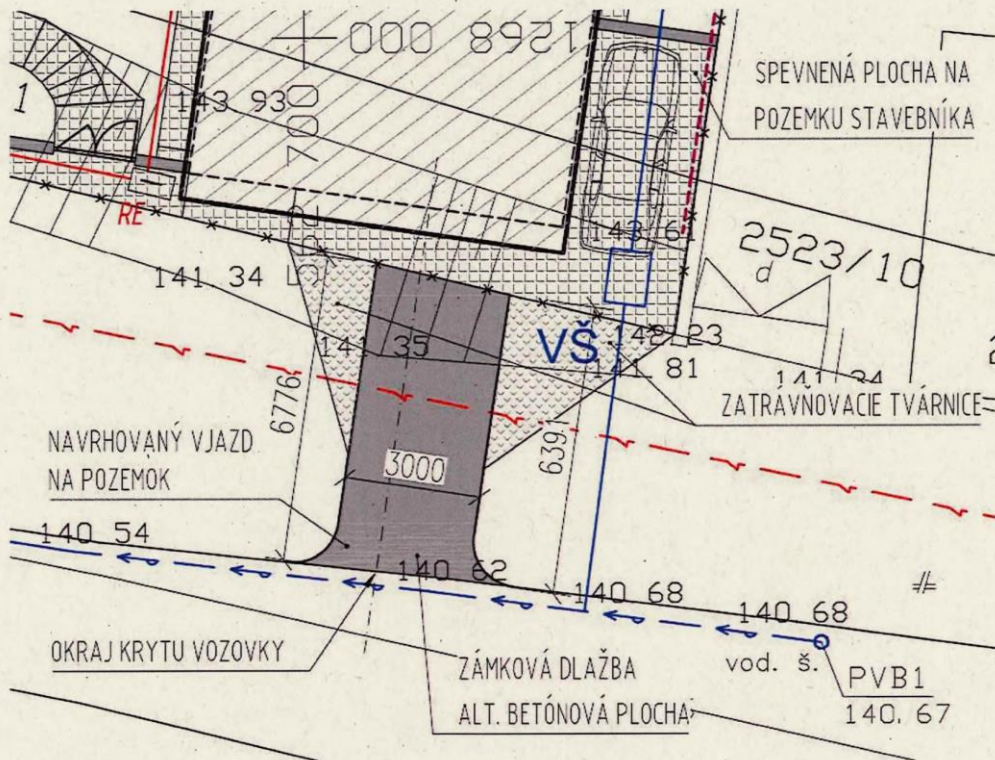 000 1268
SPEVNENÁ PLOCHA NA
POZEMKU STAVEBNÍKA
1
143 93
700
RE
143 61
2523/10
d
141 34
141 35
VŠ
142 23
141 81
141 34
ZATRÁVŇOVACIE TVÁRNICE
6776
6391
NAVRHOVANÝ VJAZD
NA POZEMOK
3000
140 54
140 62
140 68
140 68
OKRAJ KRYTU VOZOVKY
ZÁMKOVÁ DLAŽBA
ALT. BETÓNOVÁ PLOCHA
vod. š.
PVB1
140.67